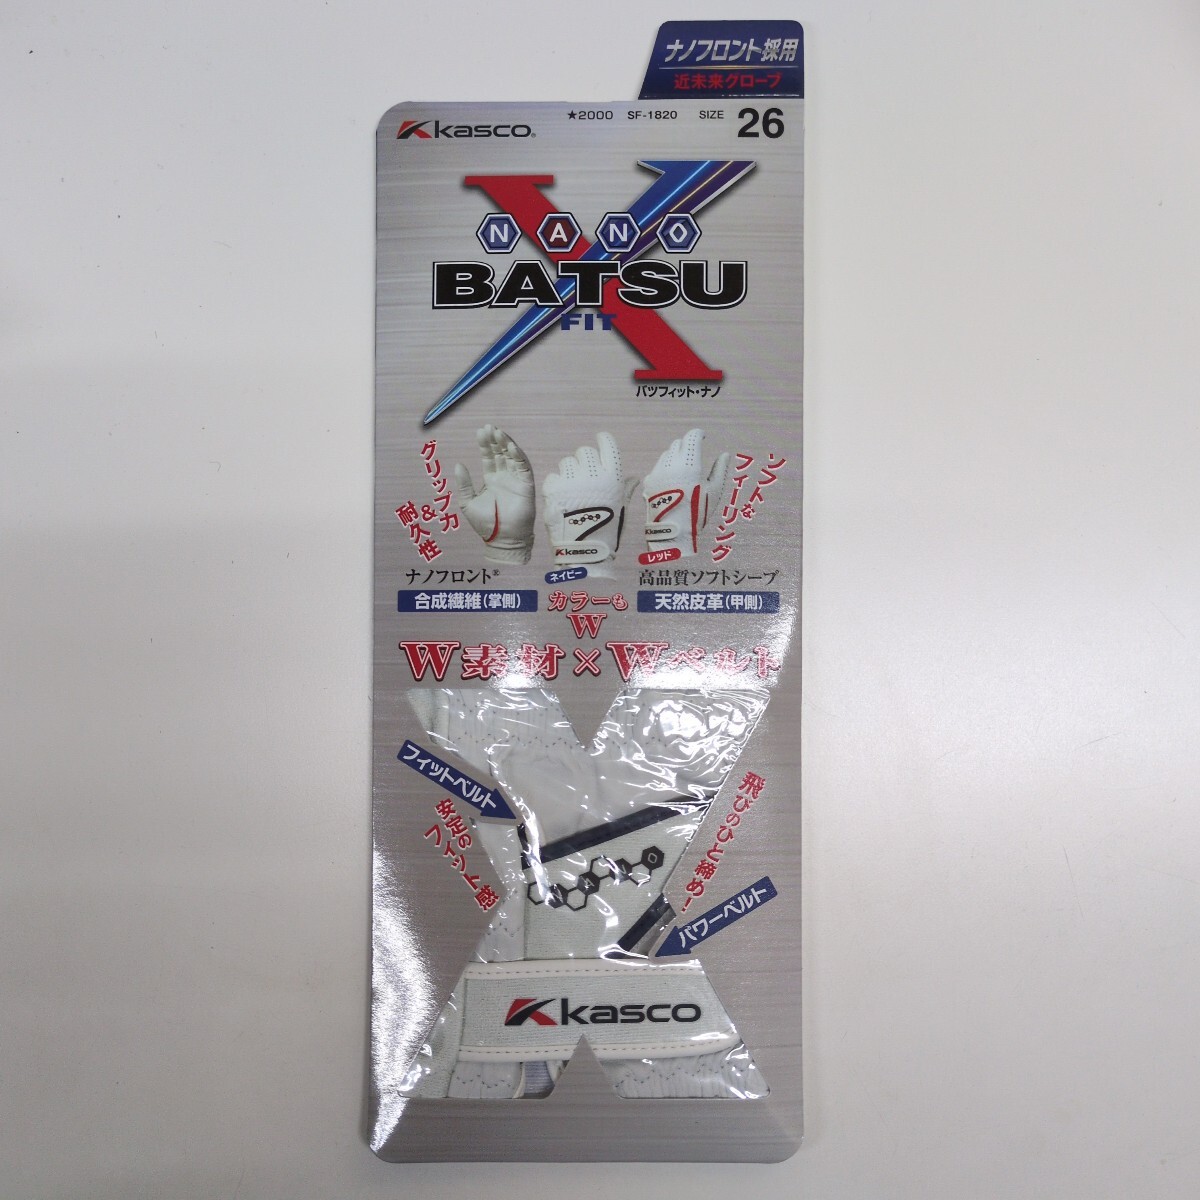 ナノフロント採用
近未来グローブ
Kasco®
★2000 SF-1820 SIZE 26
NANO
X
BATSU
FIT
バツフィット・ナノ
グリップ力
&
耐久性
ソフトな
フィーリング
kasco
ネイビー
レッド
ナノフロント®
合成繊維(掌側)
高品質ソフトシープ
天然皮革(甲側)
カラーも
W
W素材×Wベルト
フィットベルト
安定の
フィット感
飛びのひと締め!
パワーベルト
NANO
kasco